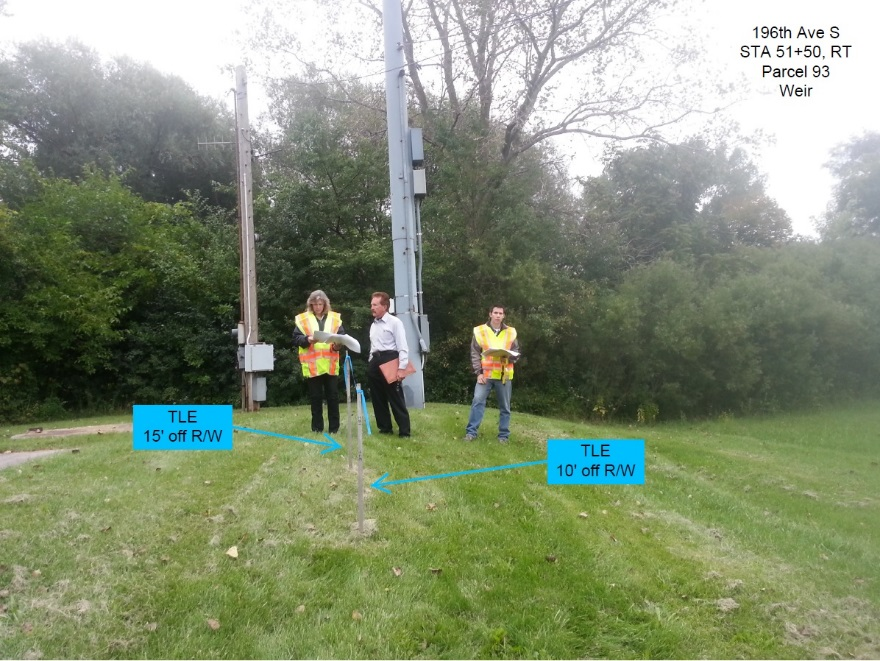 196th Ave S
STA 51+50, RT
Parcel 93
Weir
TLE
15' off R/W
TLE
10' off R/W